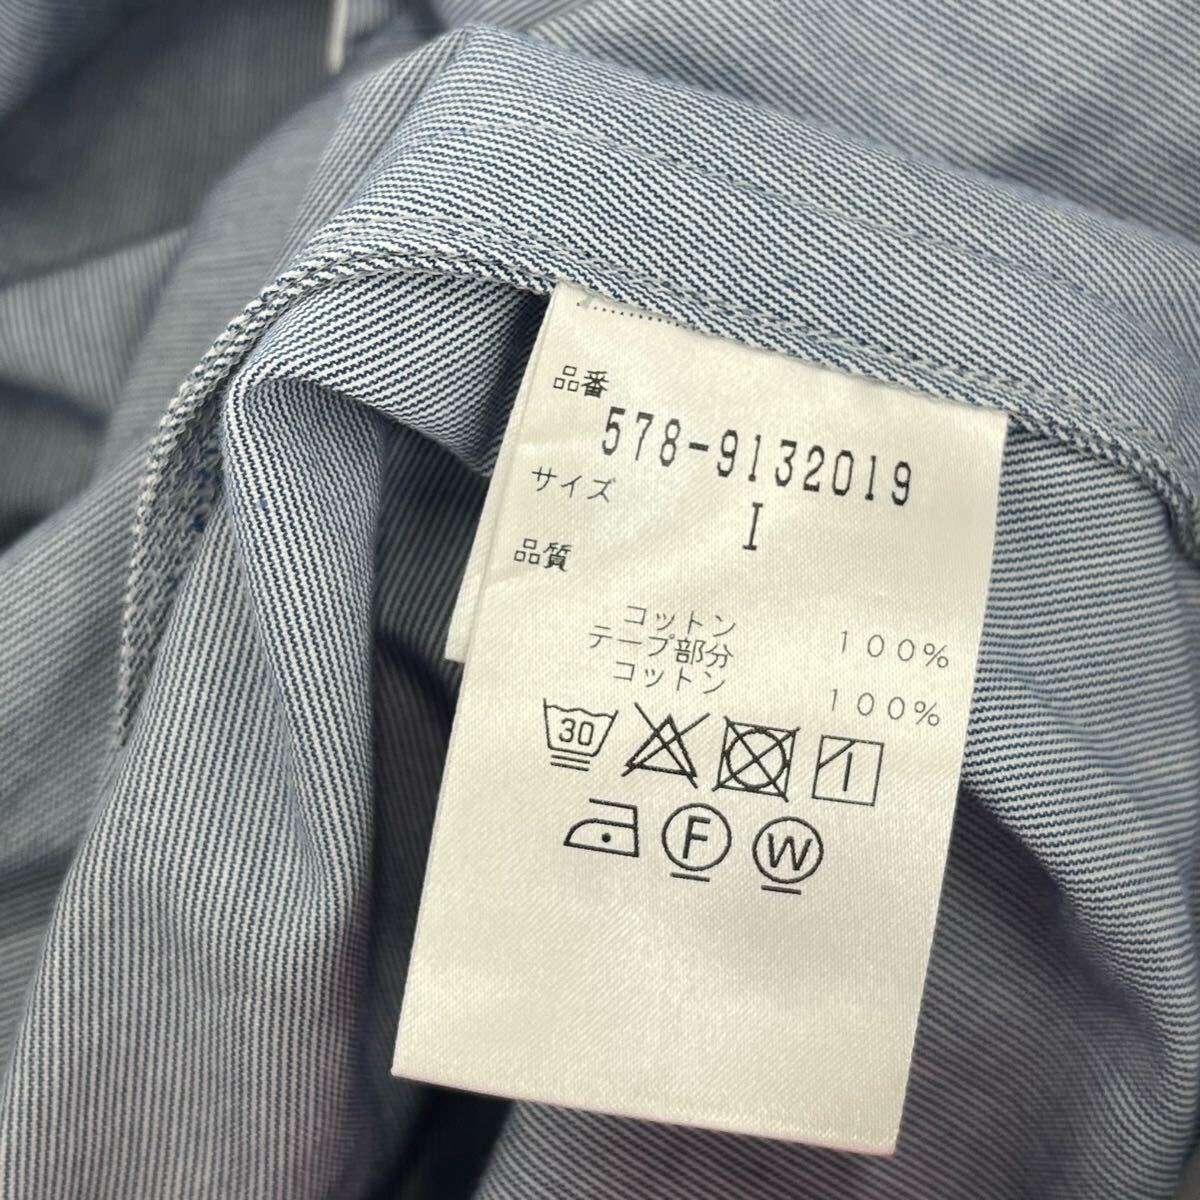 品番
578-9132019
サイズ
I
品質
コットン 100%
テープ部分
コットン 100%
30
F
W